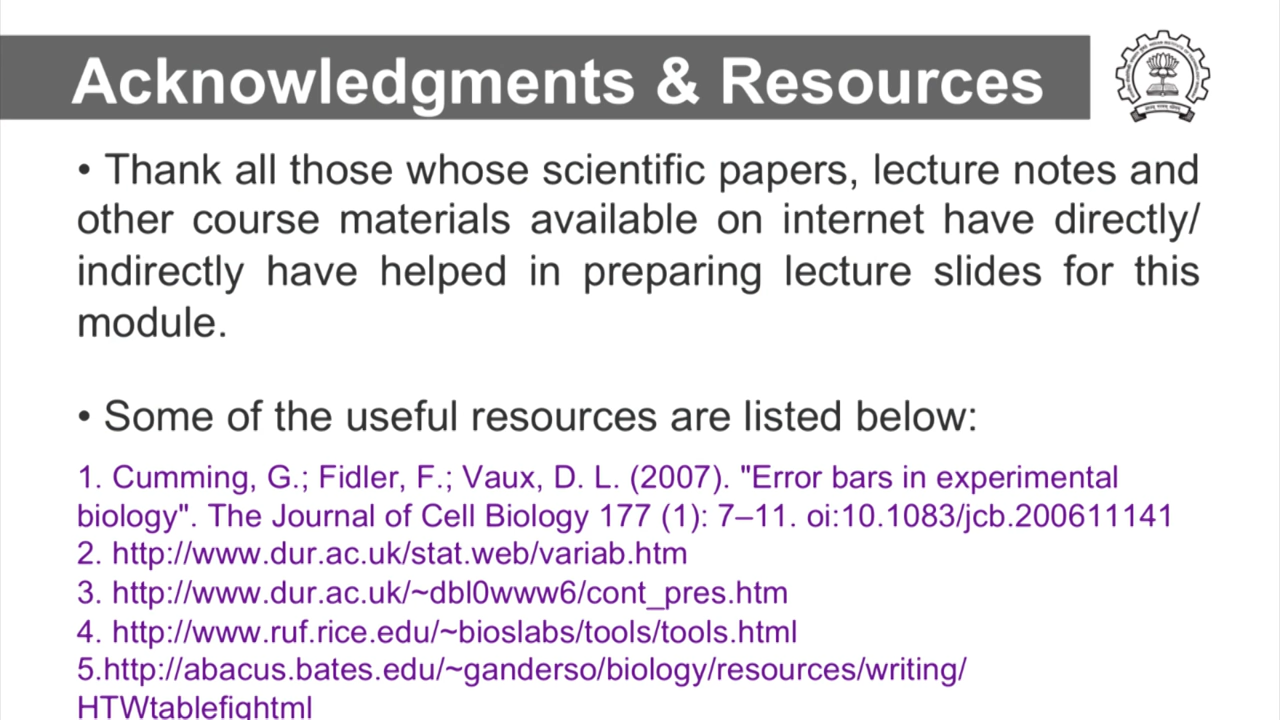 Acknowledgments & Resources
• Thank all those whose scientific papers, lecture notes and
other course materials available on internet have directly/
indirectly have helped in preparing lecture slides for this
module.
• Some of the useful resources are listed below:
1. Cumming, G.; Fidler, F.; Vaux, D. L. (2007). "Error bars in experimental
biology". The Journal of Cell Biology 177 (1): 7–11. oi:10.1083/jcb.200611141
2. http://www.dur.ac.uk/stat.web/variab.htm
3. http://www.dur.ac.uk/~dbl0www6/cont_pres.htm
4. http://www.ruf.rice.edu/~bioslabs/tools/tools.html
5.http://abacus.bates.edu/~ganderso/biology/resources/writing/
HTWtablefightml